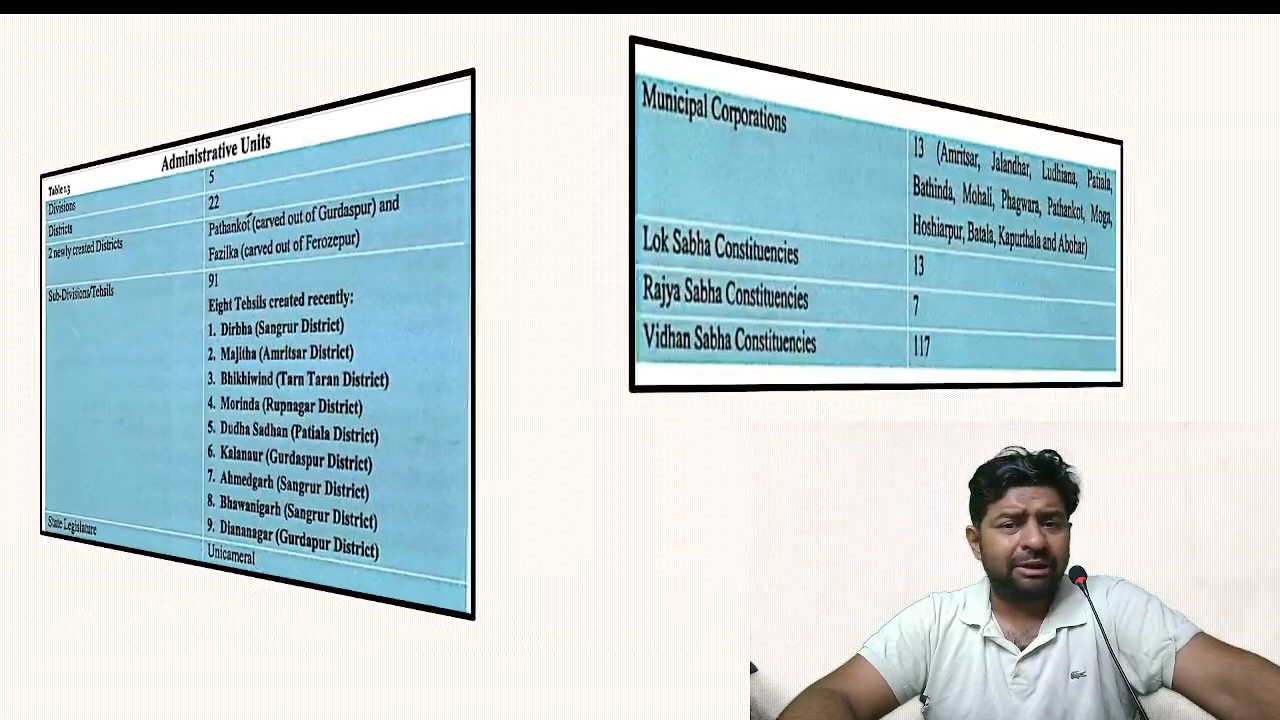 Administrative Units
Table 1.3
Divisions 5
Districts 22
2 newly created Districts Pathankot (carved out of Gurdaspur) and
Fazilka (carved out of Ferozepur)
Sub-Divisions/Tehsils 91
Eight Tehsils created recently:
1. Dirbha (Sangrur District)
2. Majitha (Amritsar District)
3. Bhikhiwind (Tarn Taran District)
4. Morinda (Rupnagar District)
5. Dudha Sadhan (Patiala District)
6. Kalanaur (Gurdaspur District)
7. Ahmedgarh (Sangrur District)
8. Bhawanigarh (Sangrur District)
9. Diananagar (Gurdapur District)
State Legislature Unicameral
Municipal Corporations 13 (Amritsar, Jalandhar, Ludhiana, Patiala,
Bathinda, Mohali, Phagwara, Pathankot, Moga,
Hoshiarpur, Batala, Kapurthala and Abohar)
Lok Sabha Constituencies 13
Rajya Sabha Constituencies 7
Vidhan Sabha Constituencies 117